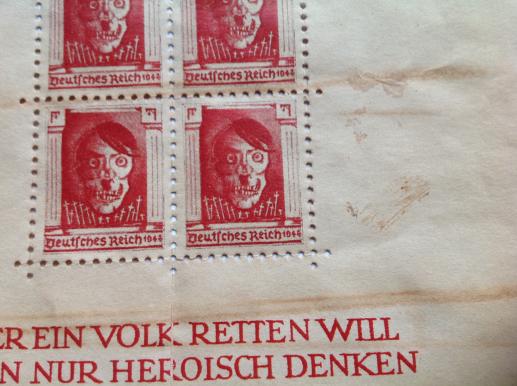 Deutsches Reich 1944
Deutsches Reich 1944
Deutsches Reich 1944
Deutsches Reich 1944
ER EIN VOLK RETTEN WILL
N NUR HEROISCH DENKEN